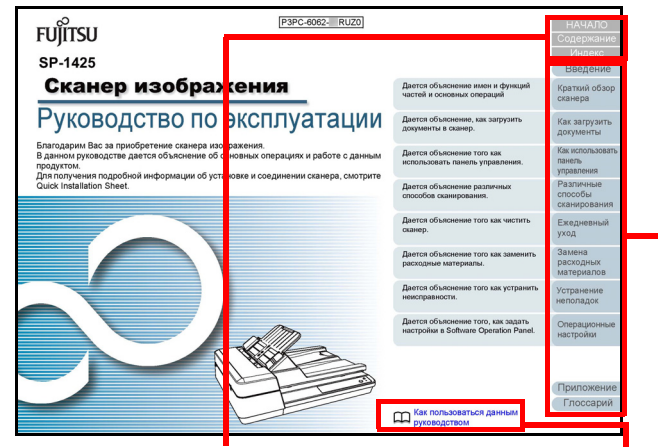 FUJITSU
P3PC-6062- RUZ0
SP-1425
Сканер изображения
Руководство по эксплуатации
Благодарим Вас за приобретение сканера изображения.
В данном руководстве дается объяснение об основных операциях и работе с данным
продуктом.
Для получения подробной информации об установке и соединении сканера, смотрите
Quick Installation Sheet.
НАЧАЛО
Содержание
Индекс
Введение
Дается объяснение имен и функций
частей и основных операций
Краткий обзор
сканера
Дается объяснение, как загрузить
документы в сканер.
Как загрузить
документы
Дается объяснение того как
использовать панель управления.
Как использовать
панель
управления
Дается объяснение различных
способов сканирования.
Различные
способы
сканирования
Дается объяснение того как чистить
сканер.
Ежедневный
уход
Дается объяснение того как заменить
расходные материалы.
Замена
расходных
материалов
Дается объяснение того как устранить
неисправности.
Устранение
неполадок
Дается объяснение того, как задать
настройки в Software Operation Panel.
Операционные
настройки
Приложение
Глоссарий
Как пользоваться данным
руководством